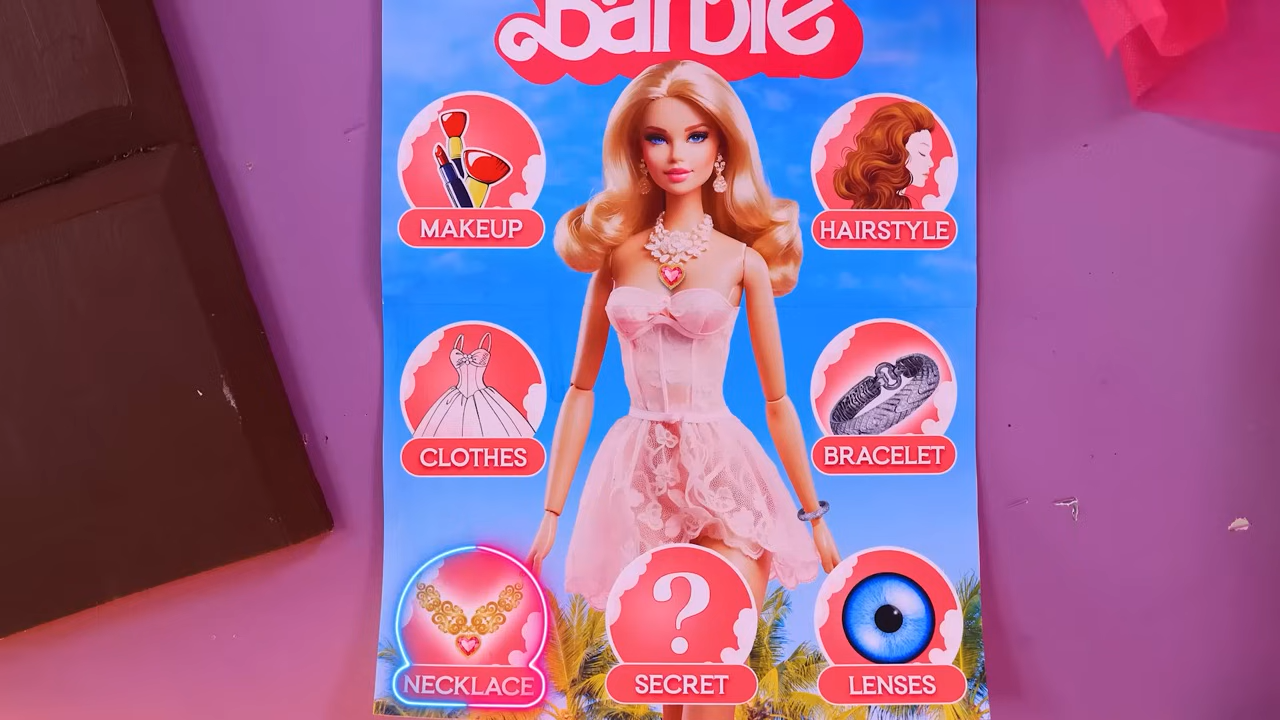 Barbie
MAKEUP
HAIRSTYLE
CLOTHES
BRACELET
NECKLACE
?
SECRET
LENSES